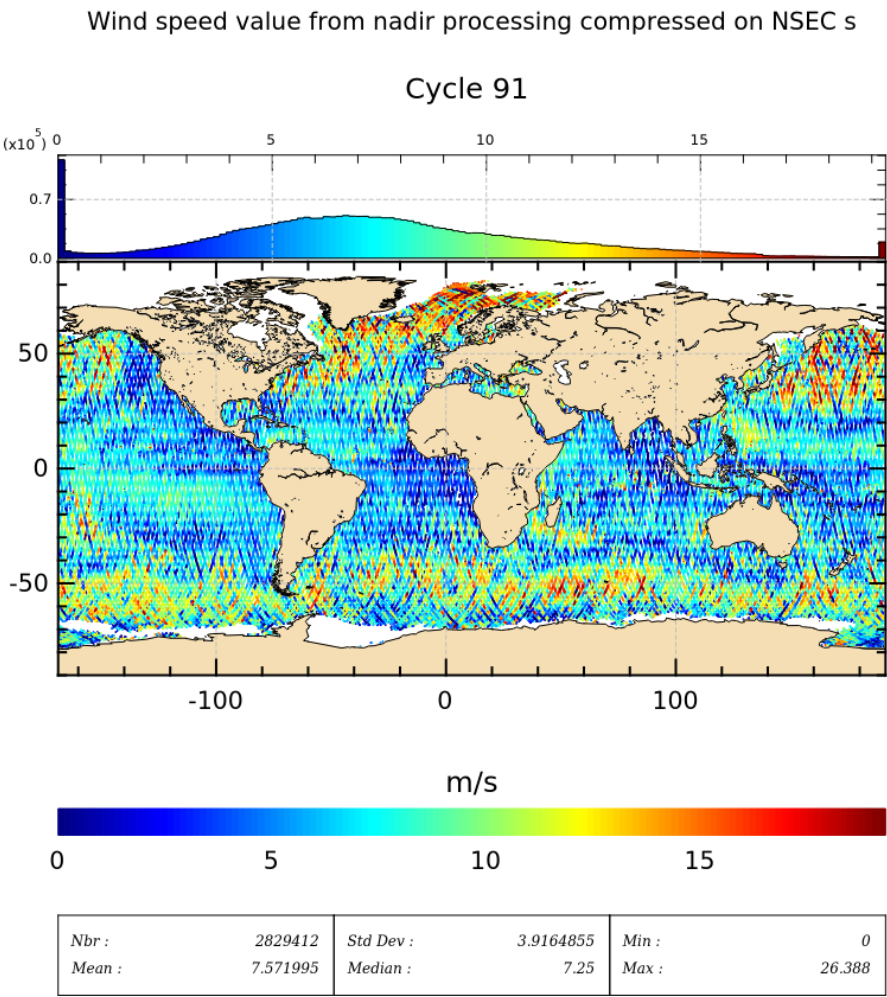 Wind speed value from nadir processing compressed on NSEC s
Cycle 91
(x10^5) 0 5 10 15
0.7
0.0
50
0
-50
-100 0 100
m/s
0 5 10 15
Nbr : 2829412 Std Dev : 3.9164855 Min : 0
Mean : 7.571995 Median : 7.25 Max : 26.388